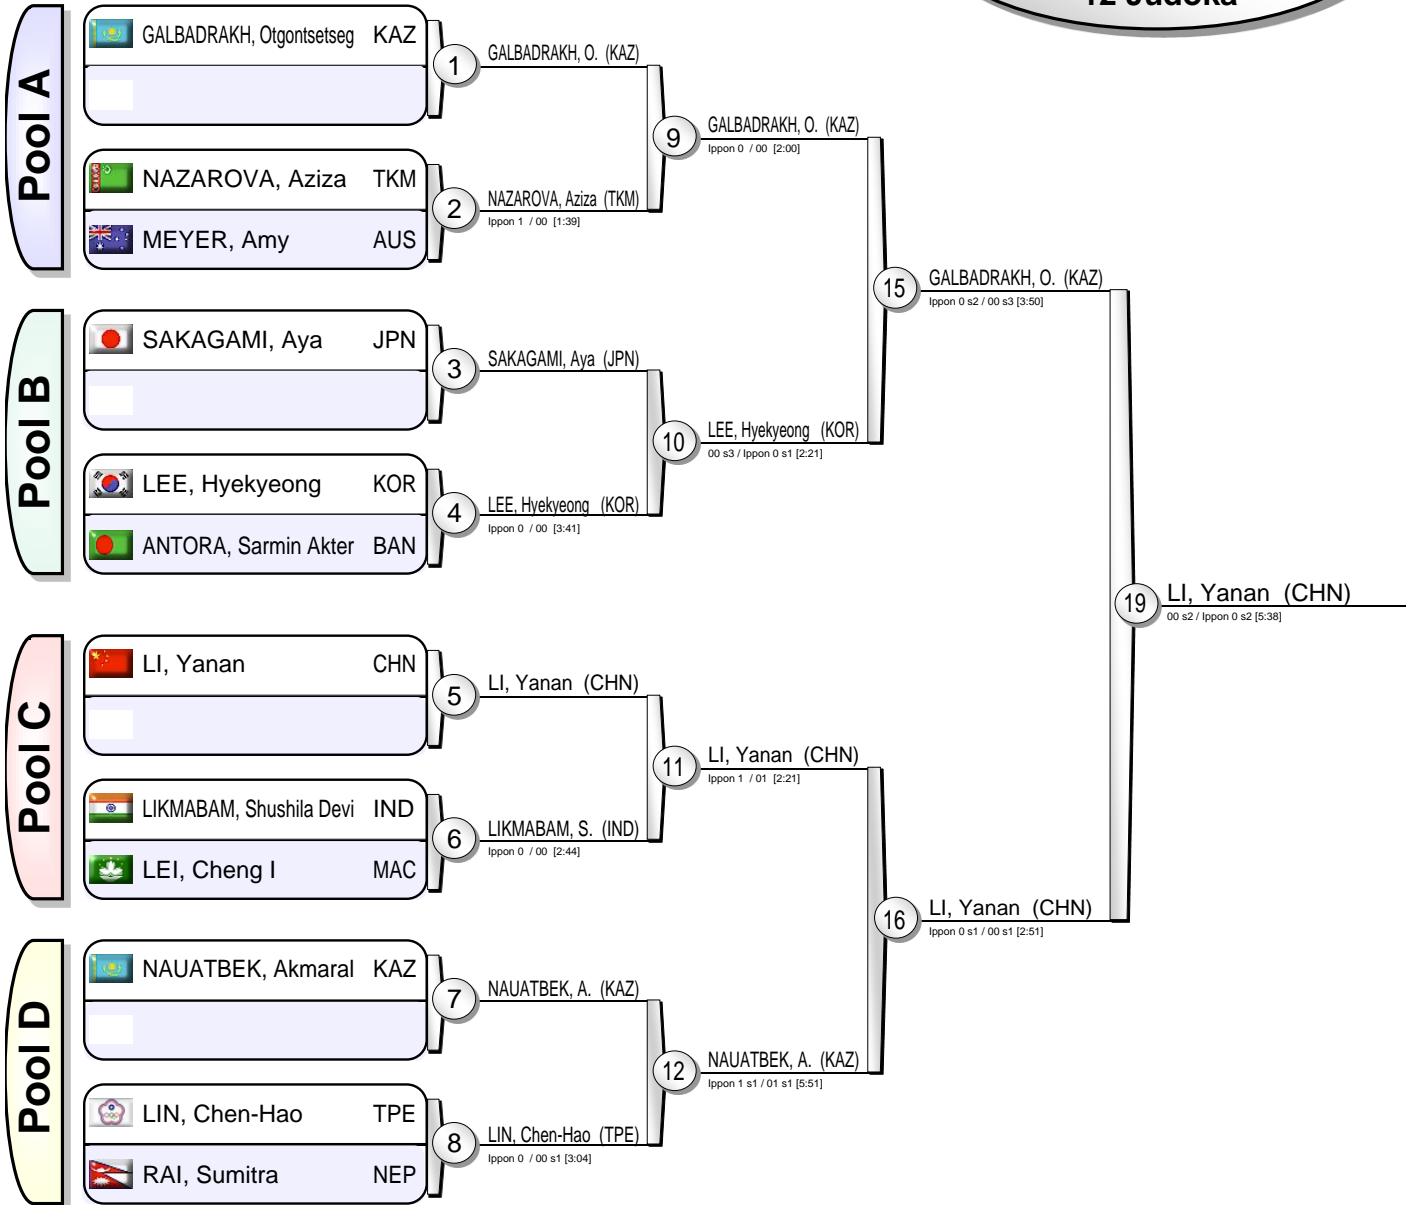 12 Judoka
Pool A
GALBADRAKH, Otgontsetseg KAZ
1
GALBADRAKH, O. (KAZ)
NAZAROVA, Aziza TKM
MEYER, Amy AUS
2
NAZAROVA, Aziza (TKM)
Ippon 1 / 00 [1:39]
9
GALBADRAKH, O. (KAZ)
Ippon 0 / 00 [2:00]
Pool B
SAKAGAMI, Aya JPN
3
SAKAGAMI, Aya (JPN)
LEE, Hyekyeong KOR
ANTORA, Sarmin Akter BAN
4
LEE, Hyekyeong (KOR)
Ippon 0 / 00 [3:41]
10
LEE, Hyekyeong (KOR)
00 s3 / Ippon 0 s1 [2:21]
15
GALBADRAKH, O. (KAZ)
Ippon 0 s2 / 00 s3 [3:50]
Pool C
LI, Yanan CHN
5
LI, Yanan (CHN)
LIKMABAM, Shushila Devi IND
LEI, Cheng I MAC
6
LIKMABAM, S. (IND)
Ippon 0 / 00 [2:44]
11
LI, Yanan (CHN)
Ippon 1 / 01 [2:21]
Pool D
NAUATBEK, Akmaral KAZ
7
NAUATBEK, A. (KAZ)
LIN, Chen-Hao TPE
RAI, Sumitra NEP
8
LIN, Chen-Hao (TPE)
Ippon 0 / 00 s1 [3:04]
12
NAUATBEK, A. (KAZ)
Ippon 1 s1 / 01 s1 [5:51]
16
LI, Yanan (CHN)
Ippon 0 s1 / 00 s1 [2:51]
19
LI, Yanan (CHN)
00 s2 / Ippon 0 s2 [5:38]